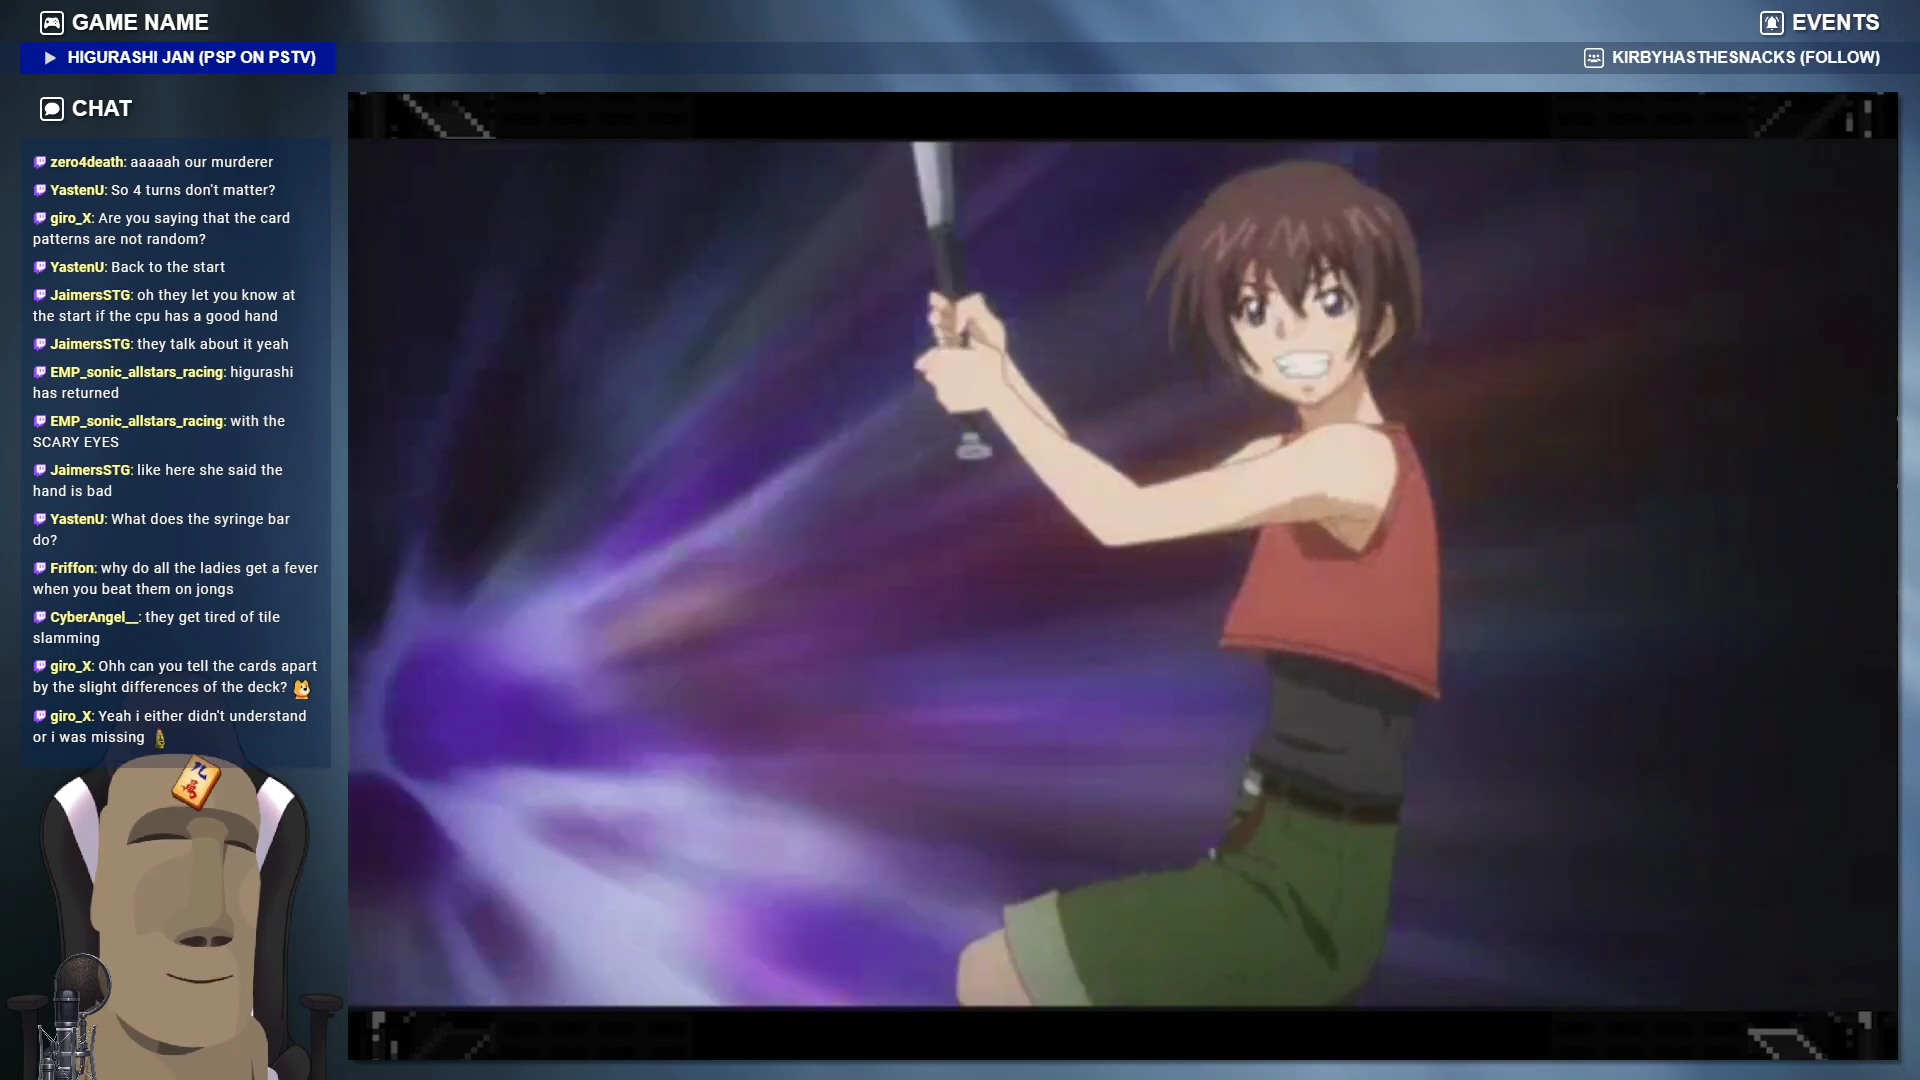 GAME NAME
EVENTS
HIGURASHI JAN (PSP ON PSTV)
KIRBYHASTHESNACKS (FOLLOW)
CHAT
zero4death: aaaaah our murderer
YastenU: So 4 turns don't matter?
giro_X: Are you saying that the card
patterns are not random?
YastenU: Back to the start
JaimersSTG: oh they let you know at
the start if the cpu has a good hand
JaimersSTG: they talk about it yeah
EMP_sonic_allstars_racing: higurashi
has returned
EMP_sonic_allstars_racing: with the
SCARY EYES
JaimersSTG: like here she said the
hand is bad
YastenU: What does the syringe bar
do?
Friffon: why do all the ladies get a fever
when you beat them on jongs
CyberAngel__: they get tired of tile
slamming
giro_X: Ohh can you tell the cards apart
by the slight differences of the deck?
giro_X: Yeah i either didn't understand
or i was missing
九
萬